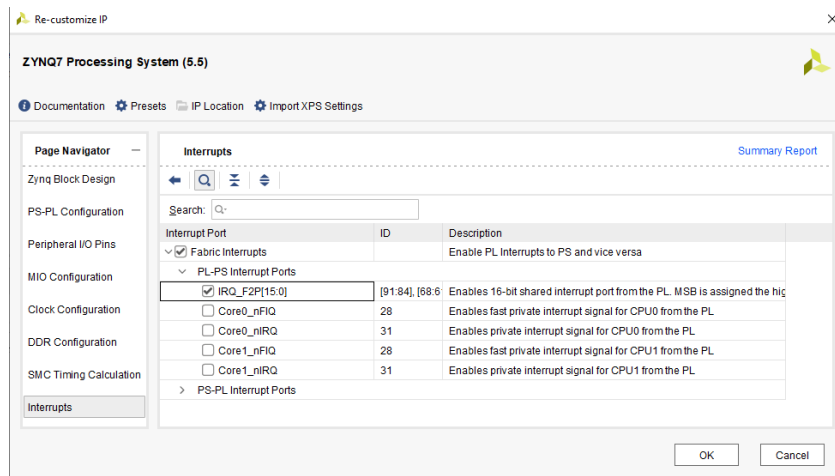 Re-customize IP
ZYNQ7 Processing System (5.5)
Documentation Presets IP Location Import XPS Settings
Page Navigator
Zynq Block Design
PS-PL Configuration
Peripheral I/O Pins
MIO Configuration
Clock Configuration
DDR Configuration
SMC Timing Calculation
Interrupts
Interrupts Summary Report
Search:
Interrupt Port ID Description
Fabric Interrupts Enable PL Interrupts to PS and vice versa
PL-PS Interrupt Ports
IRQ_F2P[15:0] [91:84], [68:6 Enables 16-bit shared interrupt port from the PL. MSB is assigned the hig
Core0_nFIQ 28 Enables fast private interrupt signal for CPU0 from the PL
Core0_nIRQ 31 Enables private interrupt signal for CPU0 from the PL
Core1_nFIQ 28 Enables fast private interrupt signal for CPU1 from the PL
Core1_nIRQ 31 Enables private interrupt signal for CPU1 from the PL
PS-PL Interrupt Ports
OK Cancel